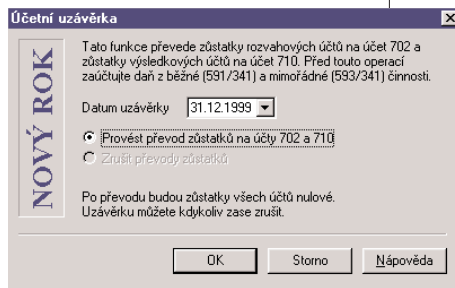 Účetní uzávěrka
NOVÝ ROK
Tato funkce převede zůstatky rozvahových účtů na účet 702 a
zůstatky výsledkových účtů na účet 710. Před touto operací
zaúčtujte daň z běžné (591/341) a mimořádné (593/341) činnosti.
Datum uzávěrky 31.12.1999
Provést převod zůstatků na účty 702 a 710
Zrušit převody zůstatků
Po převodu budou zůstatky všech účtů nulové.
Uzávěrku můžete kdykoliv zase zrušit.
OK Storno Nápověda